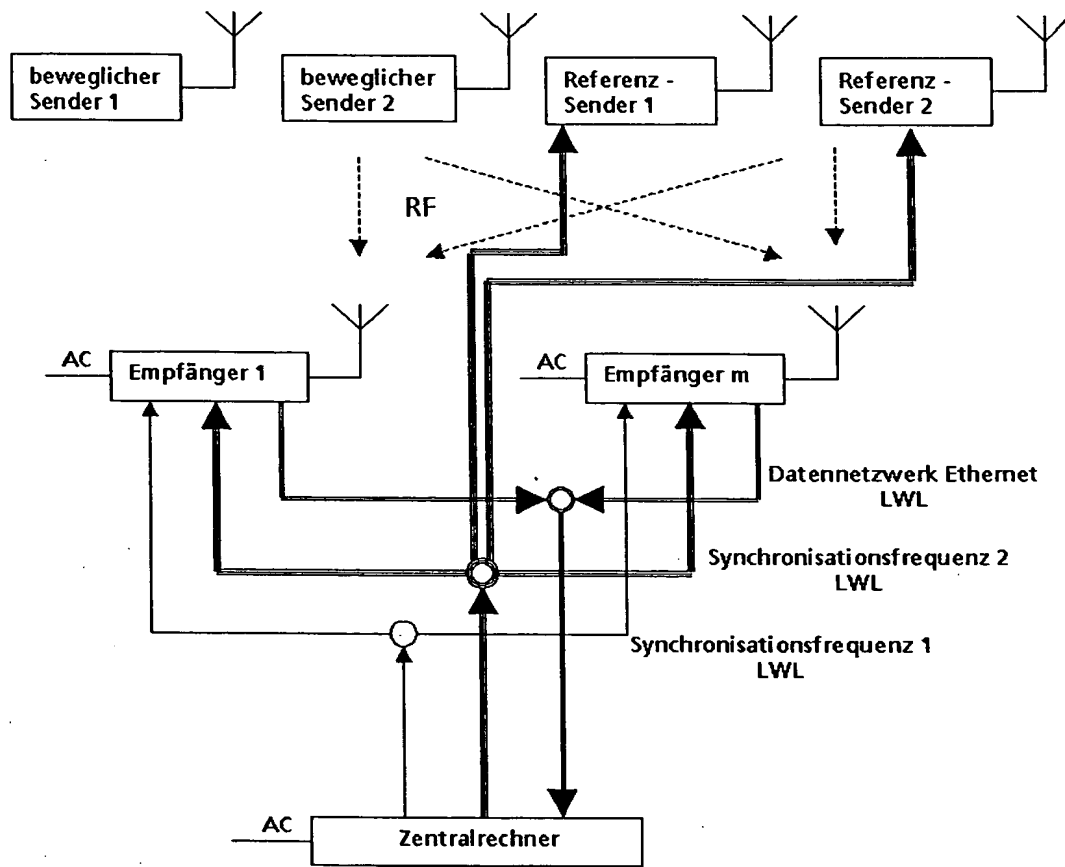 beweglicher
Sender 1
beweglicher
Sender 2
Referenz -
Sender 1
Referenz -
Sender 2
RF
AC
Empfänger 1
AC
Empfänger m
Datennetzwerk Ethernet
LWL
Synchronisationsfrequenz 2
LWL
Synchronisationsfrequenz 1
LWL
AC
Zentralrechner